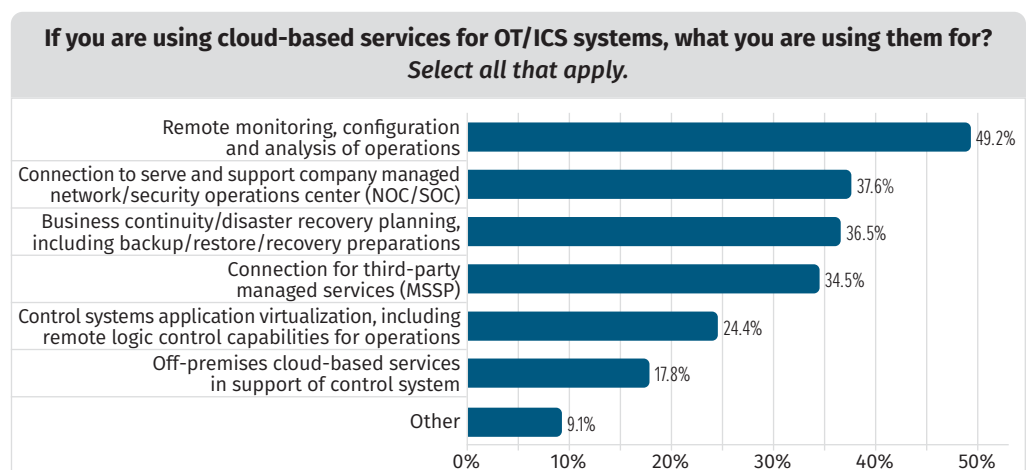 If you are using cloud-based services for OT/ICS systems, what you are using them for?
Select all that apply.
Remote monitoring, configuration
and analysis of operations
49.2%
Connection to serve and support company managed
network/security operations center (NOC/SOC)
37.6%
Business continuity/disaster recovery planning,
including backup/restore/recovery preparations
36.5%
Connection for third-party
managed services (MSSP)
34.5%
Control systems application virtualization, including
remote logic control capabilities for operations
24.4%
Off-premises cloud-based services
in support of control system
17.8%
Other
9.1%
0% 10% 20% 30% 40% 50%